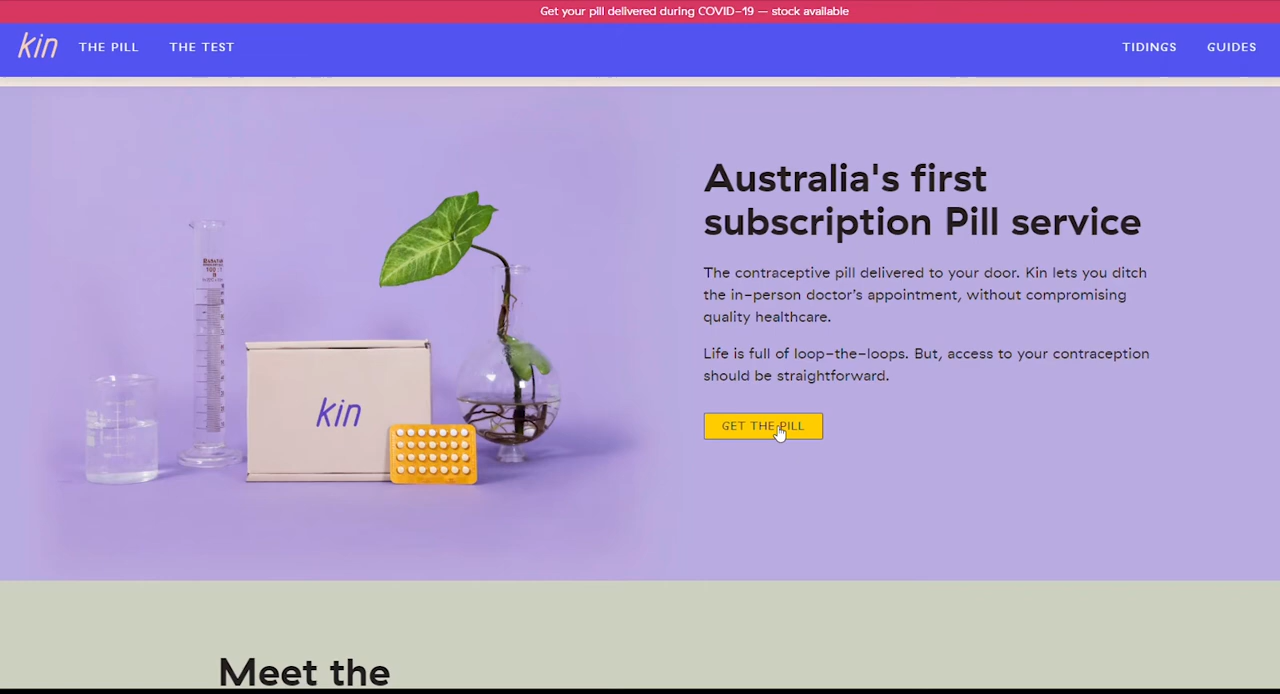 Get your pill delivered during COVID-19 — stock available
kin THE PILL THE TEST TIDINGS GUIDES
Australia's first
subscription Pill service
The contraceptive pill delivered to your door. Kin lets you ditch
the in-person doctor's appointment, without compromising
quality healthcare.
Life is full of loop-the-loops. But, access to your contraception
should be straightforward.
GET THE PILL
kin
Meet the